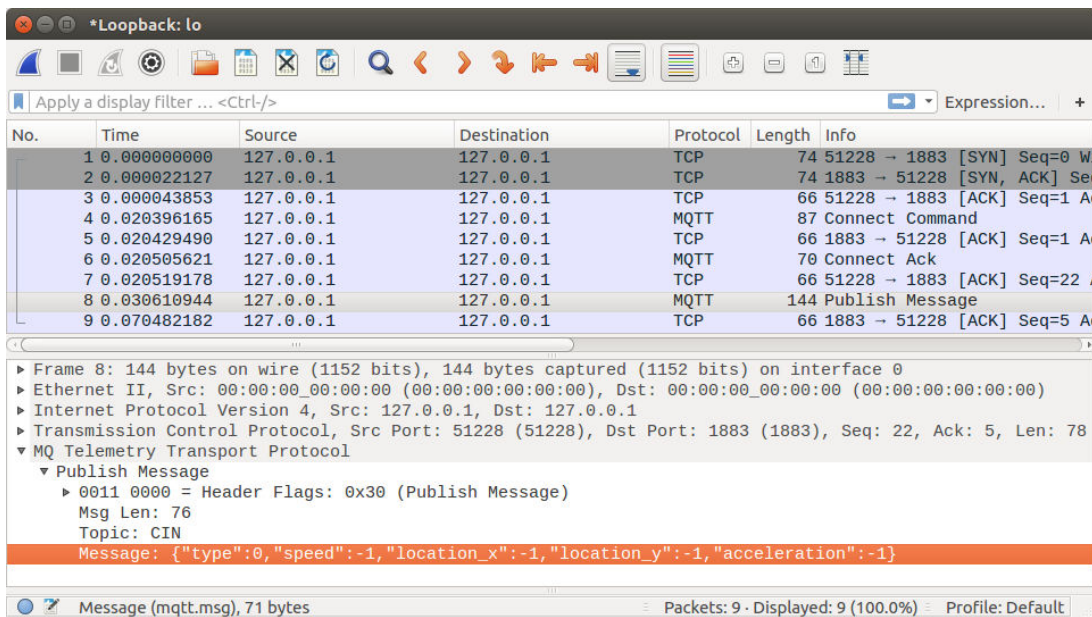 *Loopback: lo
Apply a display filter ... <Ctrl-/>
Expression... +
No. Time Source Destination Protocol Length Info
1 0.000000000 127.0.0.1 127.0.0.1 TCP 74 51228 → 1883 [SYN] Seq=0
2 0.000022127 127.0.0.1 127.0.0.1 TCP 74 1883 → 51228 [SYN, ACK]
3 0.000043853 127.0.0.1 127.0.0.1 TCP 66 51228 → 1883 [ACK] Seq=1
4 0.020396165 127.0.0.1 127.0.0.1 MQTT 87 Connect Command
5 0.020429490 127.0.0.1 127.0.0.1 TCP 66 1883 → 51228 [ACK] Seq=1
6 0.020505621 127.0.0.1 127.0.0.1 MQTT 70 Connect Ack
7 0.020519178 127.0.0.1 127.0.0.1 TCP 66 51228 → 1883 [ACK] Seq=22
8 0.030610944 127.0.0.1 127.0.0.1 MQTT 144 Publish Message
9 0.070482182 127.0.0.1 127.0.0.1 TCP 66 1883 → 51228 [ACK] Seq=5
Frame 8: 144 bytes on wire (1152 bits), 144 bytes captured (1152 bits) on interface 0
Ethernet II, Src: 00:00:00_00:00:00 (00:00:00:00:00:00), Dst: 00:00:00_00:00:00 (00:00:00:00:00:00)
Internet Protocol Version 4, Src: 127.0.0.1, Dst: 127.0.0.1
Transmission Control Protocol, Src Port: 51228 (51228), Dst Port: 1883 (1883), Seq: 22, Ack: 5, Len: 78
MQ Telemetry Transport Protocol
Publish Message
0011 0000 = Header Flags: 0x30 (Publish Message)
Msg Len: 76
Topic: CIN
Message: {"type":0,"speed":-1,"location_x":-1,"location_y":-1,"acceleration":-1}
Message (mqtt.msg), 71 bytes
Packets: 9 · Displayed: 9 (100.0%)
Profile: Default